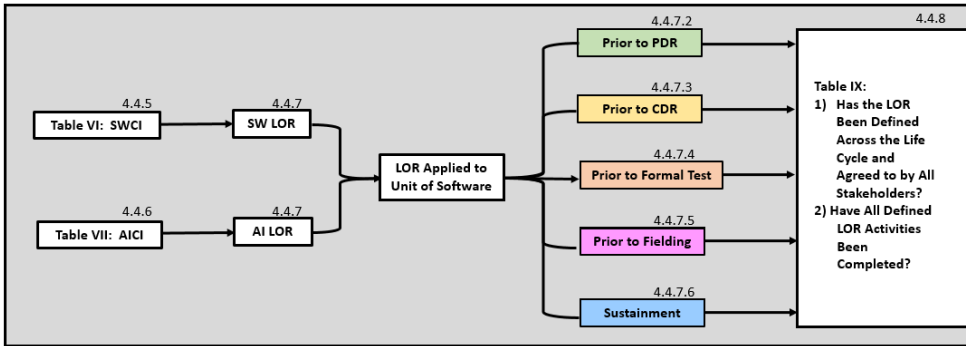 4.4.5
Table VI: SWCI
4.4.7
SW LOR
4.4.6
Table VII: AICI
4.4.7
AI LOR
LOR Applied to
Unit of Software
4.4.7.2
Prior to PDR
4.4.7.3
Prior to CDR
4.4.7.4
Prior to Formal Test
4.4.7.5
Prior to Fielding
4.4.7.6
Sustainment
4.4.8
Table IX:
1) Has the LOR
Been Defined
Across the Life
Cycle and
Agreed to by All
Stakeholders?
2) Have All Defined
LOR Activities
Been
Completed?